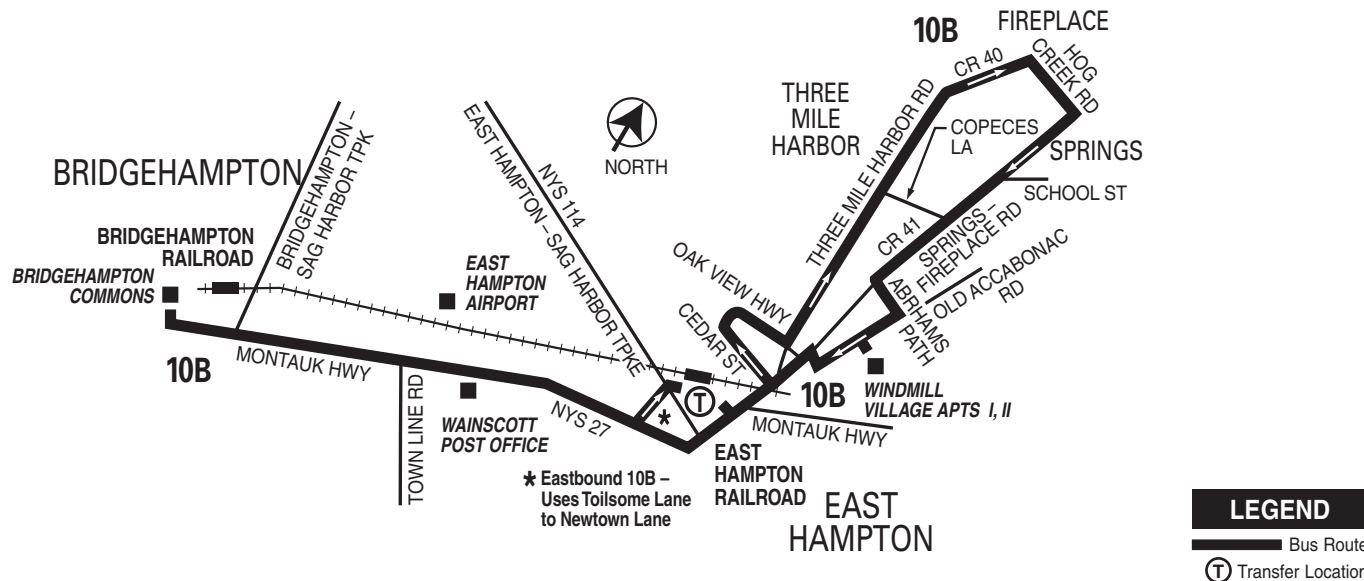 FIREPLACE
10B
CR 40
HOG
CREEK RD
THREE
MILE
HARBOR
THREE MILE HARBOR RD
COPECES
LA
SPRINGS
SCHOOL ST
CR 41
SPRINGS –
FIREPLACE RD
OLD ACCABONAC
RD
ABRHAMS
PATH
NORTH
BRIDGEHAMPTON
BRIDGEHAMPTON –
SAG HARBOR TPK
NYS 114
EAST HAMPTON – SAG HARBOR TPKE
BRIDGEHAMPTON
RAILROAD
BRIDGEHAMPTON
COMMONS
EAST
HAMPTON
AIRPORT
OAK VIEW HWY
CEDAR ST
10B
MONTAUK HWY
TOWN LINE RD
WAINSCOTT
POST OFFICE
NYS 27
*
T
10B
WINDMILL
VILLAGE APTS I, II
MONTAUK HWY
EAST
HAMPTON
RAILROAD
* Eastbound 10B –
Uses Toilsome Lane
to Newtown Lane
EAST
HAMPTON
LEGEND
Bus Route
T Transfer Location